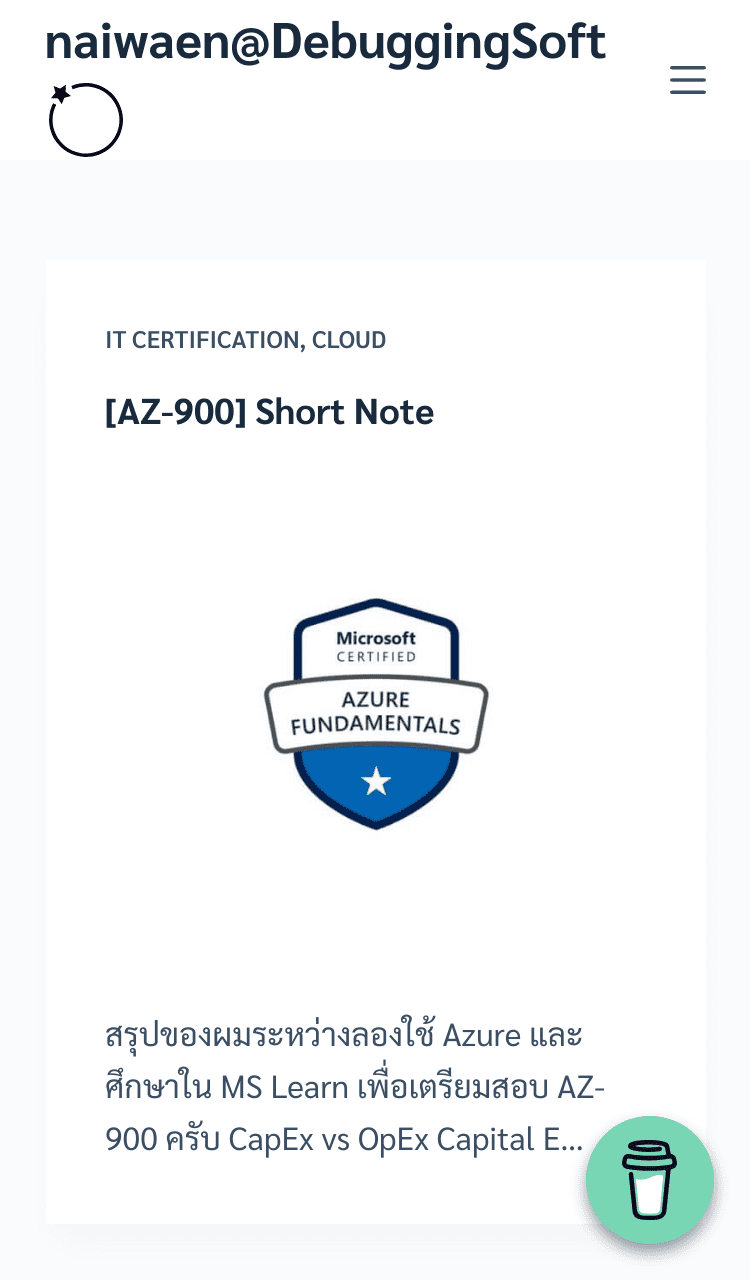 naiwaen@DebuggingSoft
IT CERTIFICATION, CLOUD
[AZ-900] Short Note
Microsoft
CERTIFIED
AZURE
FUNDAMENTALS
สรุปของผมระหว่างลองใช้ Azure และ
ศึกษาใน MS Learn เพื่อเตรียมสอบ AZ-
900 ครับ CapEx vs OpEx Capital E...